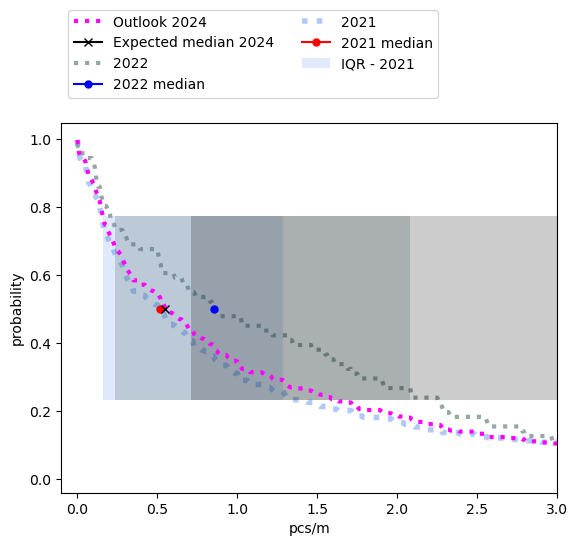 Outlook 2024
Expected median 2024
2022
2022 median
2021
2021 median
IQR - 2021
1.0
0.8
0.6
0.4
0.2
0.0
probability
0.0 0.5 1.0 1.5 2.0 2.5 3.0
pcs/m